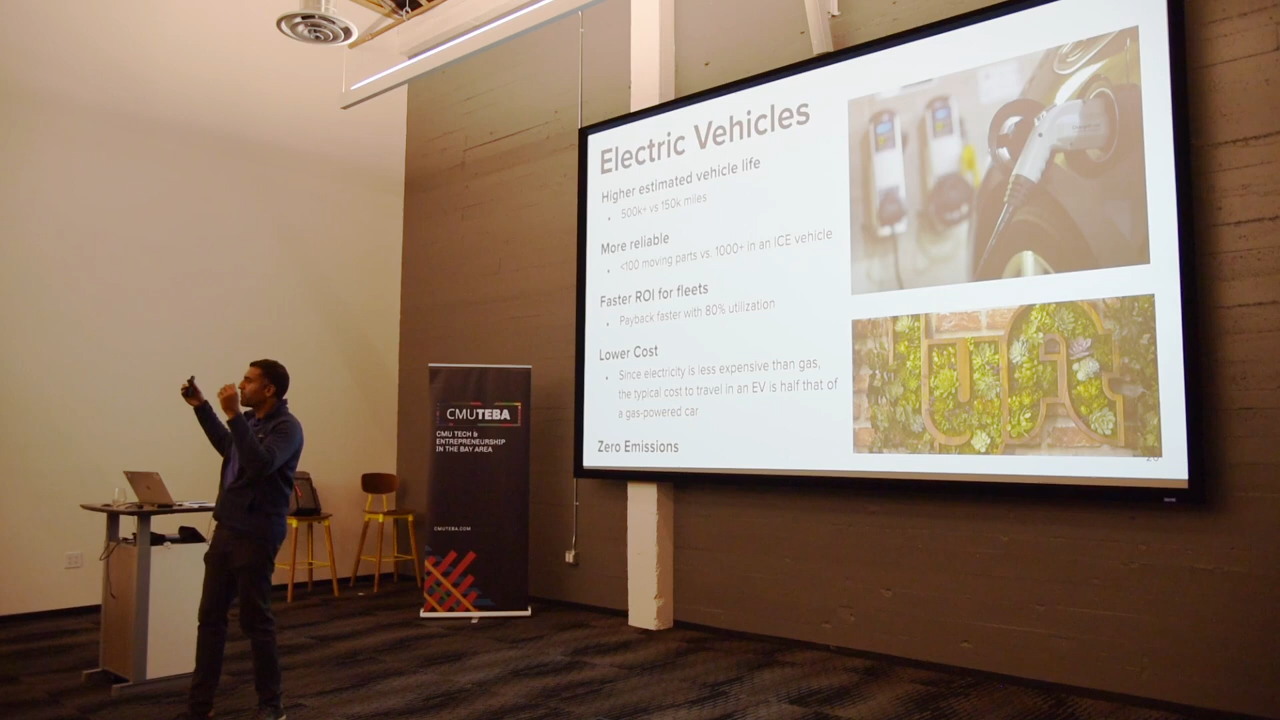 Electric Vehicles
Higher estimated vehicle life
• 500k+ vs 150k miles
More reliable
• <100 moving parts vs. 1000+ in an ICE vehicle
Faster ROI for fleets
• Payback faster with 80% utilization
Lower Cost
• Since electricity is less expensive than gas,
the typical cost to travel in an EV is half that of
a gas-powered car
Zero Emissions
CMUTEBA
CMU TECH &
ENTREPRENEURSHIP
IN THE BAY AREA
CMUTEBA.COM